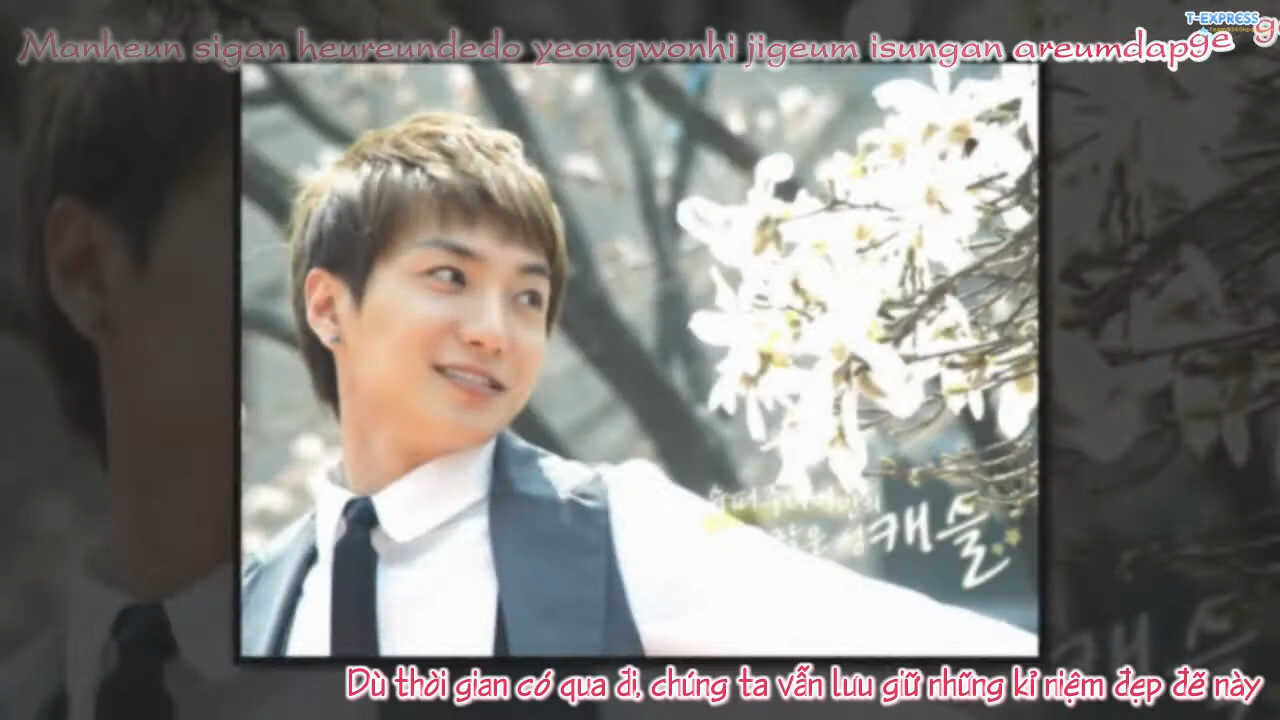 T-EXPRESS
Manheun sigan heureundedo yeongwonhi jigeum isungan areumdapge g
캐슬
Dù thời gian có qua đi, chúng ta vẫn lưu giữ những kỉ niệm đẹp đẽ này